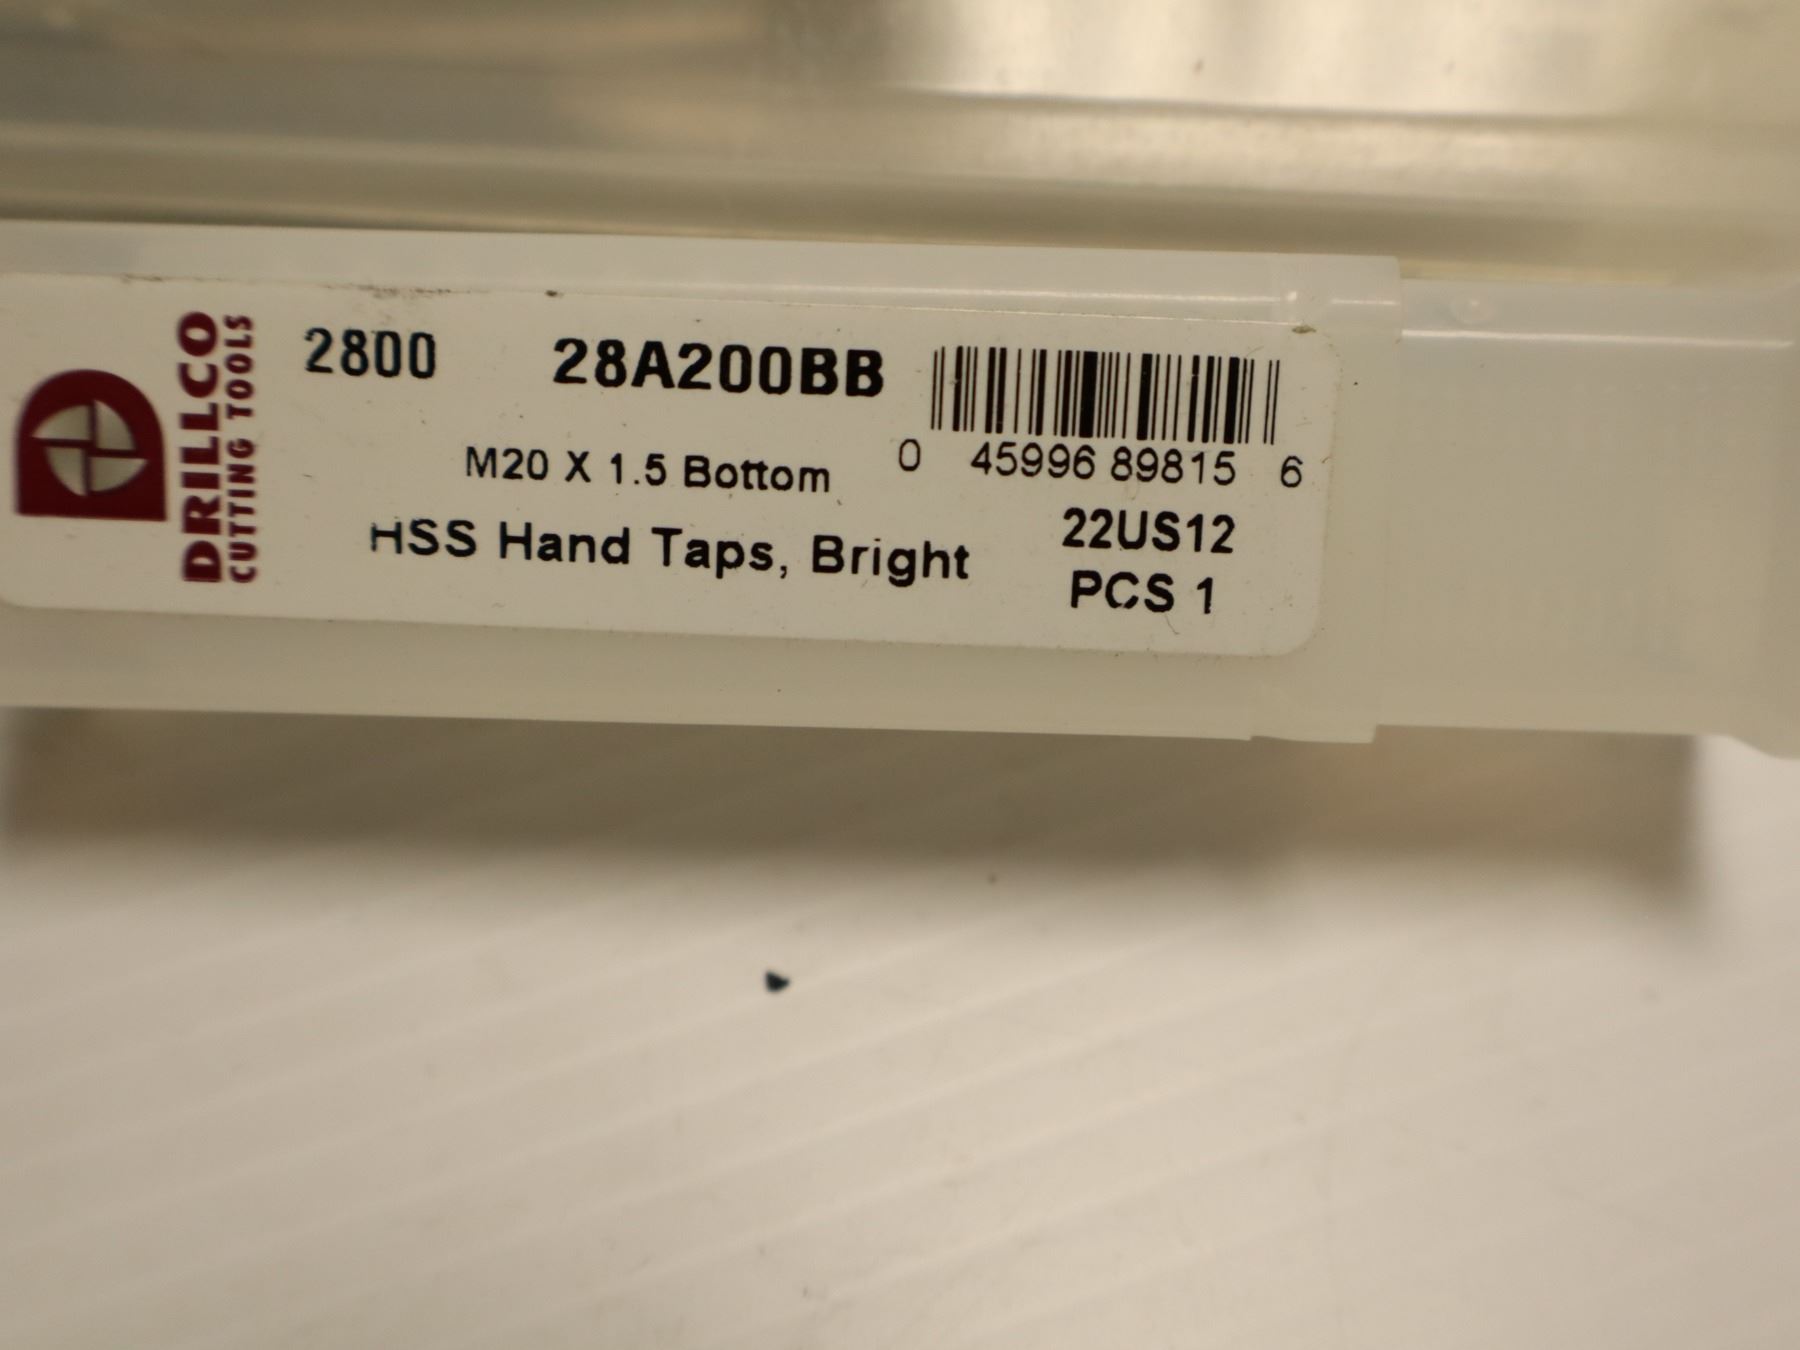 DRILLCO
CUTTING TOOLS
2800 28A200BB
M20 X 1.5 Bottom
0 45996 89815 6
HSS Hand Taps, Bright
22US12
PCS 1